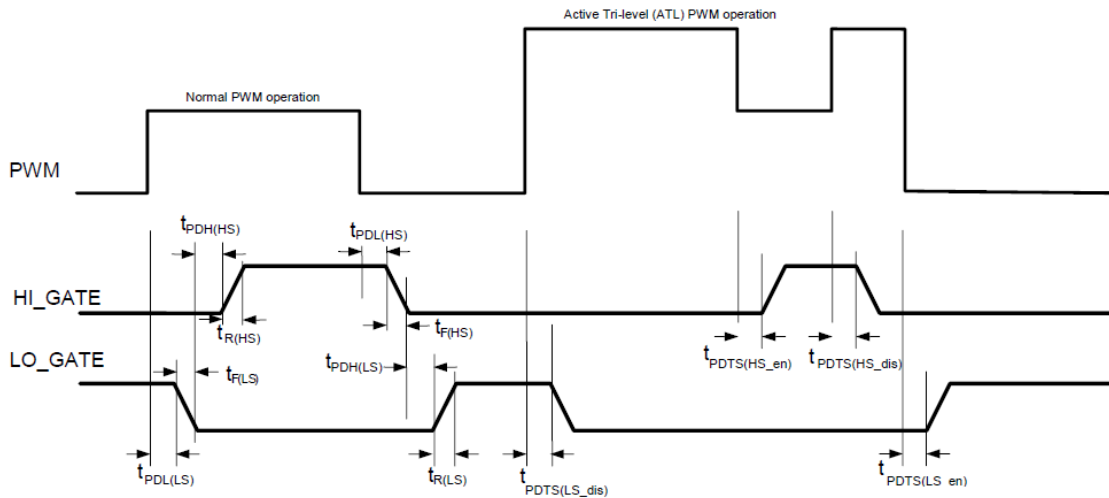 Active Tri-level (ATL) PWM operation
Normal PWM operation
PWM
tPDH(HS)
tPDL(HS)
HI_GATE
tR(HS)
tF(HS)
LO_GATE
tF(LS)
tPDH(LS)
tPDTS(HS_en)
tPDTS(HS_dis)
tPDL(LS)
tR(LS)
tPDTS(LS_dis)
tPDTS(LS_en)